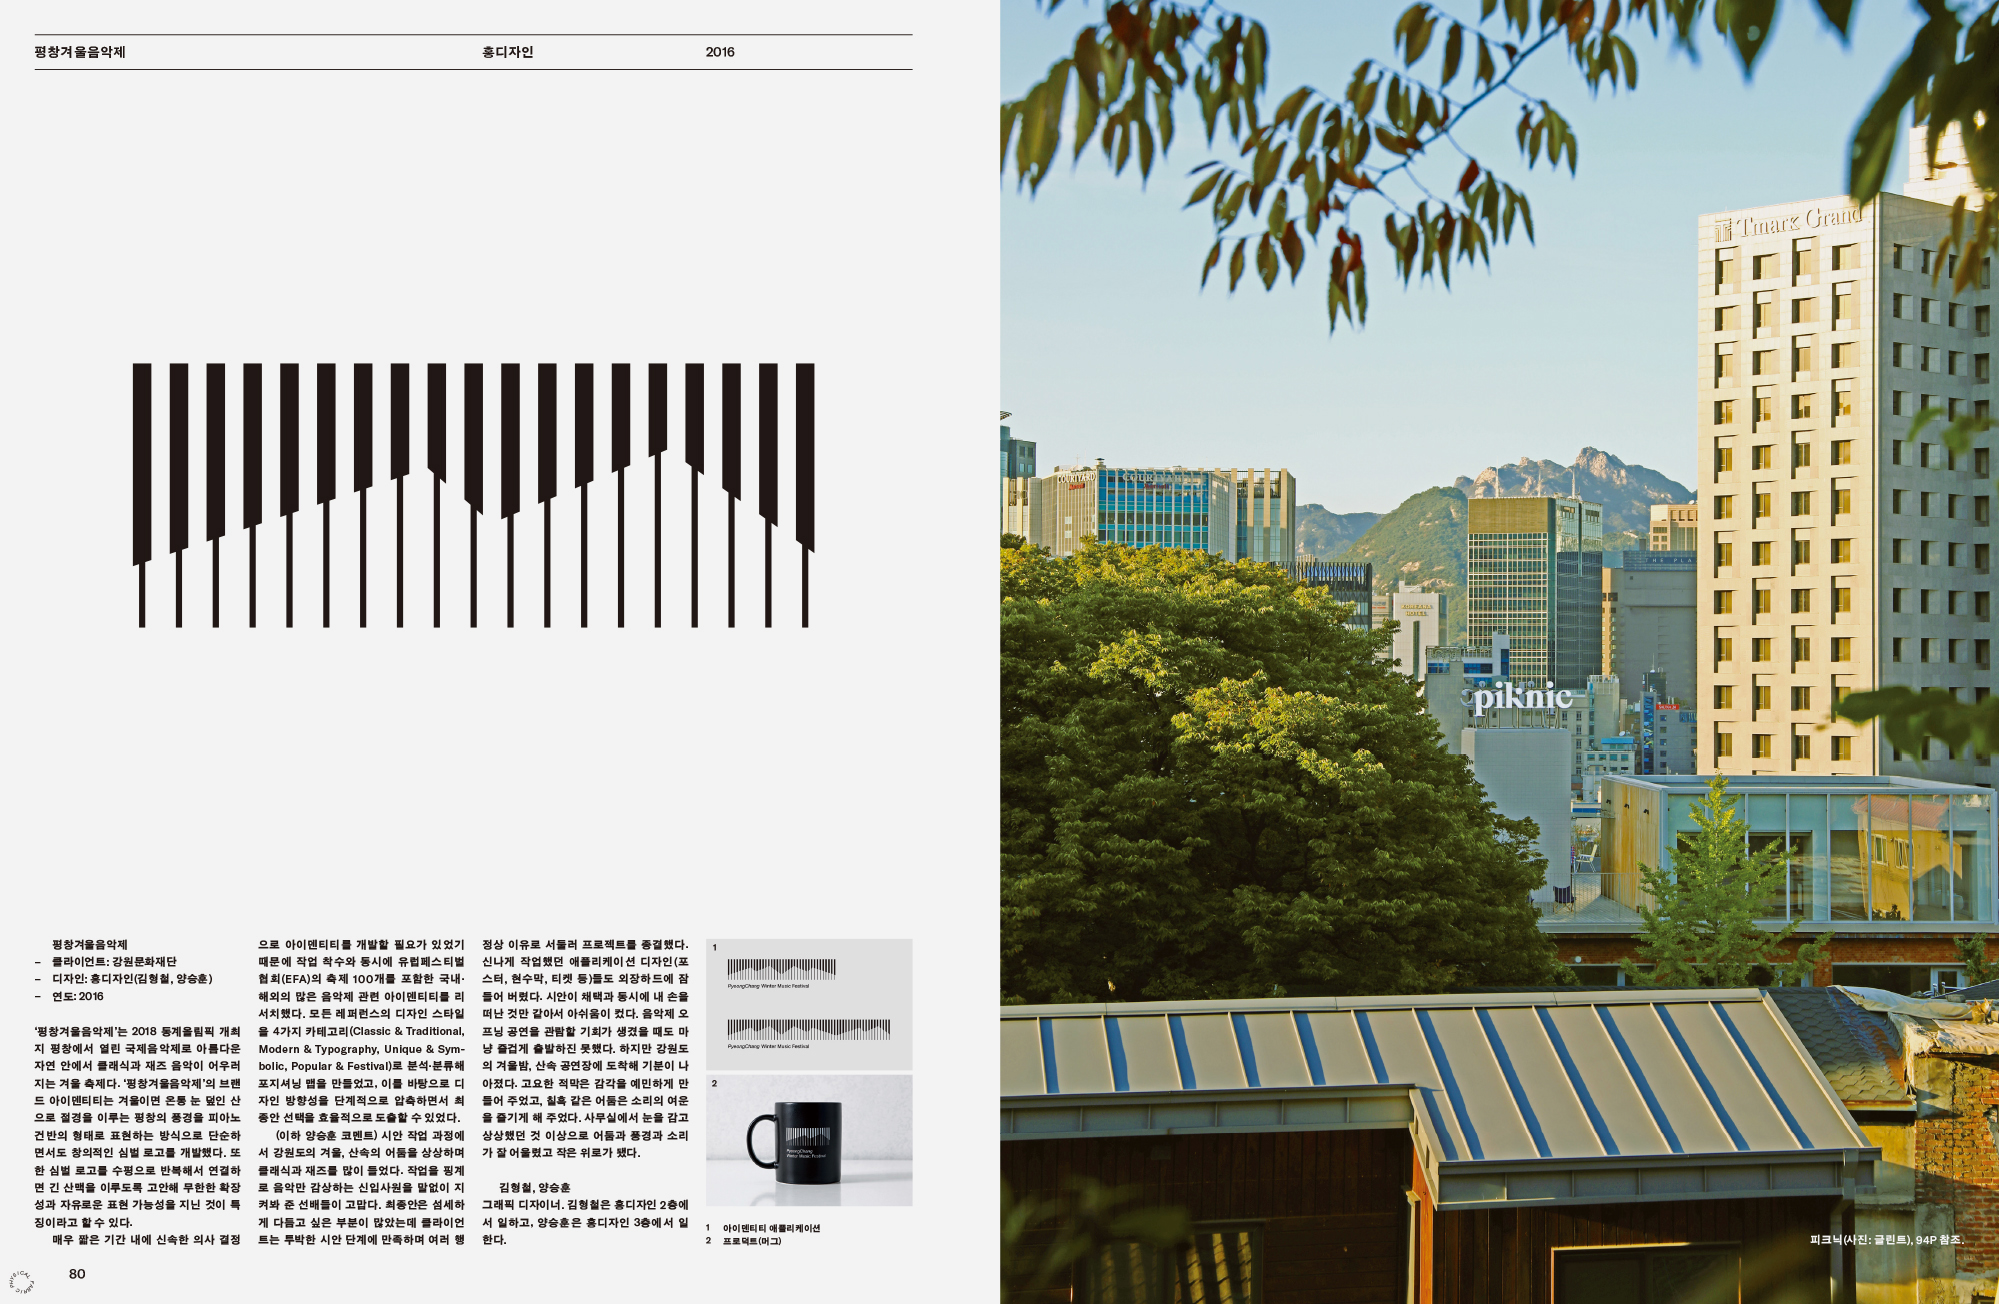 평창겨울음악제
홍디자인
2016
평창겨울음악제
– 클라이언트: 강원문화재단
– 디자인: 홍디자인(김형철, 양승훈)
– 연도: 2016
‘평창겨울음악제’는 2018 동계올림픽 개최
지 평창에서 열린 국제음악제로 아름다운
자연 안에서 클래식과 재즈 음악이 어우러
지는 겨울 축제다. ‘평창겨울음악제’의 브랜
드 아이덴티티는 겨울이면 온통 눈 덮인 산
으로 절경을 이루는 평창의 풍경을 피아노
건반의 형태로 표현하는 방식으로 단순하
면서도 창의적인 심벌 로고를 개발했다. 또
한 심벌 로고를 수평으로 반복해서 연결하
면 긴 산맥을 이루도록 고안해 무한한 확장
성과 자유로운 표현 가능성을 지닌 것이 특
징이라고 할 수 있다.
매우 짧은 기간 내에 신속한 의사 결정
으로 아이덴티티를 개발할 필요가 있었기
때문에 작업 착수와 동시에 유럽페스티벌
협회(EFA)의 축제 100개를 포함한 국내·
해외의 많은 음악제 관련 아이덴티티를 리
서치했다. 모든 레퍼런스의 디자인 스타일
을 4가지 카테고리(Classic & Traditional,
Modern & Typography, Unique & Sym-
bolic, Popular & Festival)로 분석·분류해
포지셔닝 맵을 만들었고, 이를 바탕으로 디
자인 방향성을 단계적으로 압축하면서 최
종안 선택을 효율적으로 도출할 수 있었다.
(이하 양승훈 코멘트) 시안 작업 과정에
서 강원도의 겨울, 산속의 어둠을 상상하며
클래식과 재즈를 많이 들었다. 작업을 핑계
로 음악만 감상하는 신입사원을 말없이 지
켜봐 준 선배들이 고맙다. 최종안은 섬세하
게 다듬고 싶은 부분이 많았는데 클라이언
트는 투박한 시안 단계에 만족하며 여러 행
정상 이유로 서둘러 프로젝트를 종결했다.
신나게 작업했던 애플리케이션 디자인(포
스터, 현수막, 티켓 등)들도 외장하드에 잠
들어 버렸다. 시안이 채택과 동시에 내 손을
떠난 것만 같아서 아쉬움이 컸다. 음악제 오
프닝 공연을 관람할 기회가 생겼을 때도 마
냥 즐겁게 출발하진 못했다. 하지만 강원도
의 겨울밤, 산속 공연장에 도착해 기분이 나
아졌다. 고요한 적막은 감각을 예민하게 만
들어 주었고, 칠흑 같은 어둠은 소리의 여운
을 즐기게 해 주었다. 사무실에서 눈을 감고
상상했던 것 이상으로 어둠과 풍경과 소리
가 잘 어울렸고 작은 위로가 됐다.
김형철, 양승훈
그래픽 디자이너. 김형철은 홍디자인 2층에
서 일하고, 양승훈은 홍디자인 3층에서 일
한다.
1
PyeongChang Winter Music Festival
PyeongChang Winter Music Festival
2
PyeongChang
Winter Music Festival
1 아이덴티티 애플리케이션
2 프로덕트(머그)
80
PHYSICAL FABRIC
Tmark Grand
COURTYARD
COURTYARD
THE PLA
piknic
피크닉(사진: 글린트), 94P 참조.